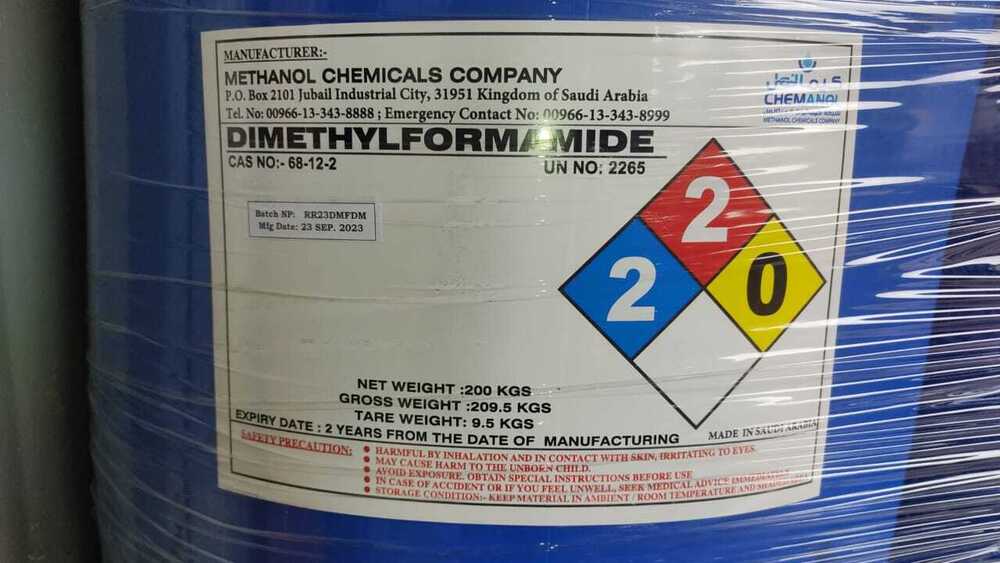 MANUFACTURER:-
METHANOL CHEMICALS COMPANY
P.O. Box 2101 Jubail Industrial City, 31951 Kingdom of Saudi Arabia
Tel. No: 00966-13-343-8888 ; Emergency Contact No: 00966-13-343-8999
CHEMANOL
METHANOL CHEMICALS COMPANY
DIMETHYLFORMAMIDE
CAS NO:- 68-12-2
UN NO: 2265
Batch NP: RR23DMFDM
Mfg Date: 23 SEP. 2023
2
2
0
NET WEIGHT :200 KGS
GROSS WEIGHT :209.5 KGS
TARE WEIGHT: 9.5 KGS
EXPIRY DATE : 2 YEARS FROM THE DATE OF MANUFACTURING
MADE IN SAUDI ARABIA
SAFETY PRECAUTION:
HARMFUL BY INHALATION AND IN CONTACT WITH SKIN, IRRITATING TO EYES.
MAY CAUSE HARM TO THE UNBORN CHILD.
AVOID EXPOSURE. OBTAIN SPECIAL INSTRUCTIONS BEFORE USE
IN CASE OF ACCIDENT OR IF YOU FEEL UNWELL, SEEK MEDICAL ADVICE IMMEDIATELY
STORAGE CONDITION:- KEEP MATERIAL IN AMBIENT / ROOM TEMPERATURE AND